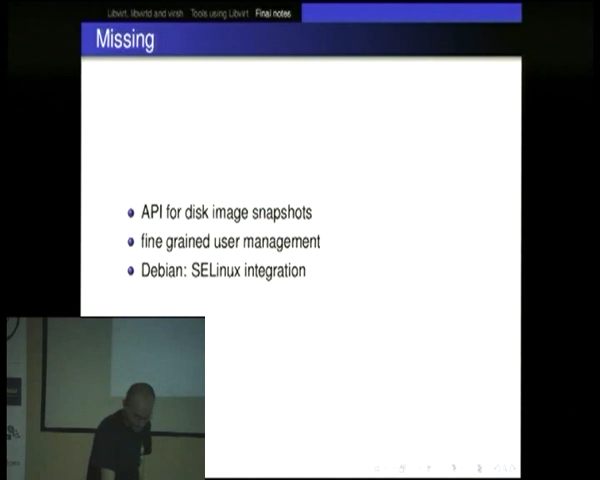 Libvirt, libvirtd and virsh Tools using Libvirt Final notes
Missing
API for disk image snapshots
fine grained user management
Debian: SELinux integration